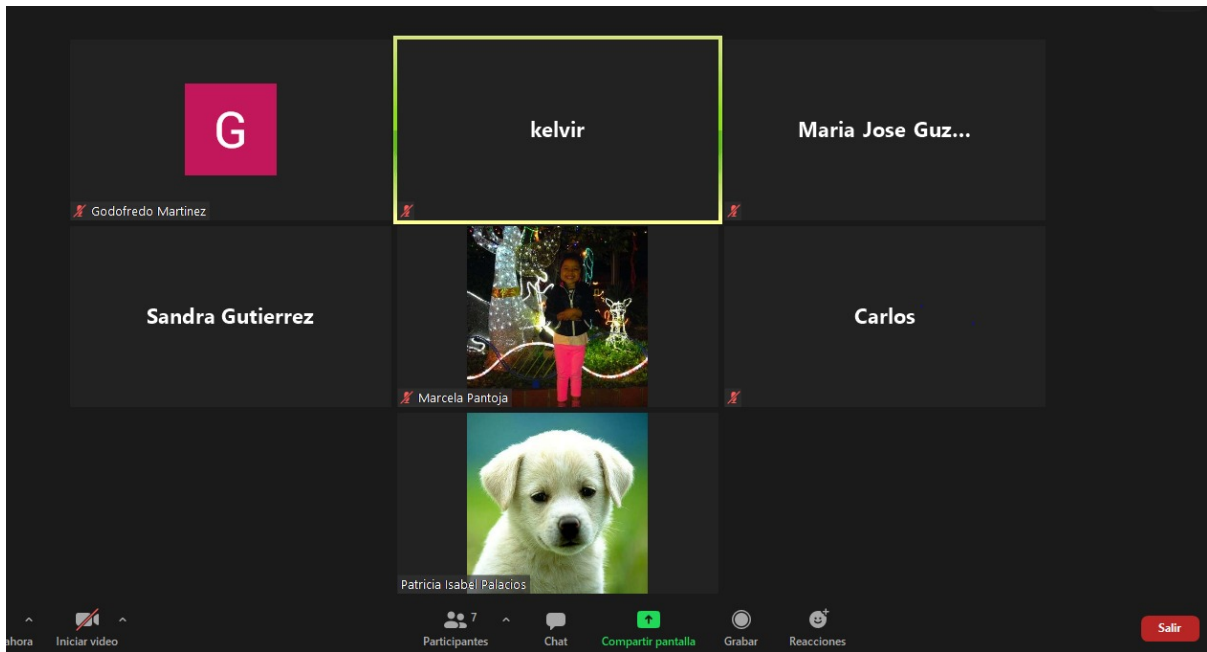 G
kelvir
Maria Jose Guz...
Godofredo Martinez
Sandra Gutierrez
Carlos
Marcela Pantoja
Patricia Isabel Palacios
7
ahora
Iniciar video
Participantes
Chat
Compartir pantalla
Grabar
Reacciones
Salir